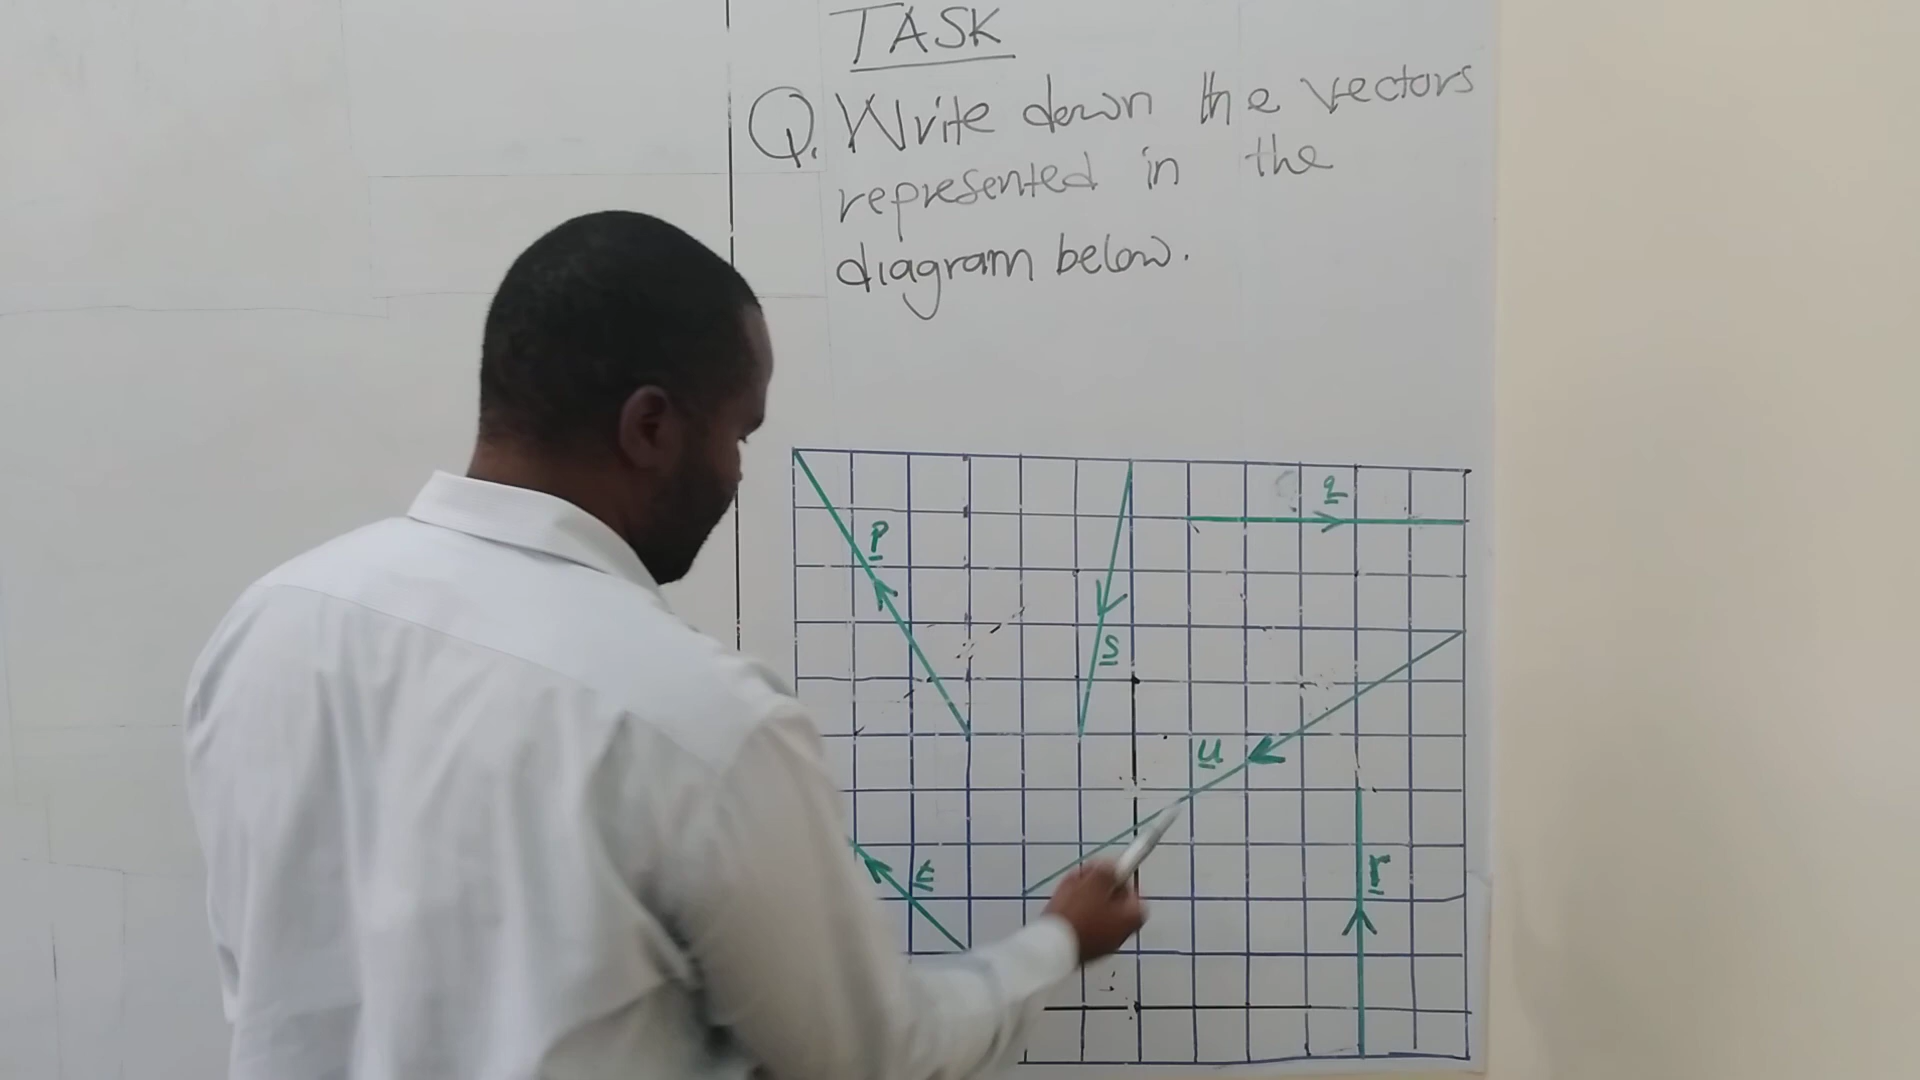 TASK
Q. Write down the vectors
represented in the
diagram below.
q
p
s
u
t
r